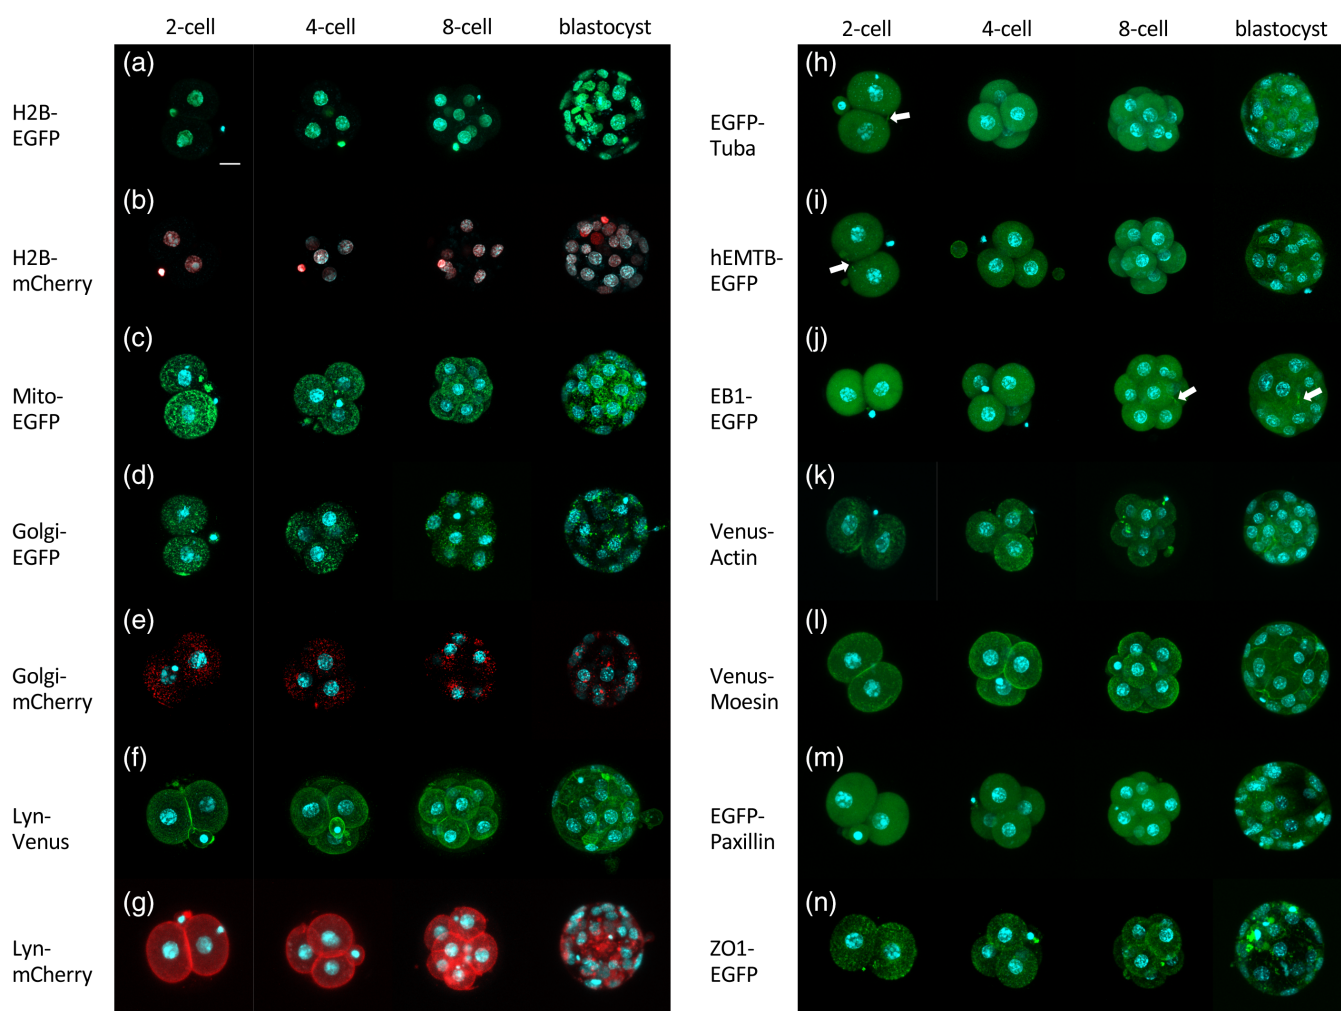 2-cell 4-cell 8-cell blastocyst
(a)
H2B-
EGFP
(b)
H2B-
mCherry
(c)
Mito-
EGFP
(d)
Golgi-
EGFP
(e)
Golgi-
mCherry
(f)
Lyn-
Venus
(g)
Lyn-
mCherry
2-cell 4-cell 8-cell blastocyst
(h)
EGFP-
Tuba
(i)
hEMTB-
EGFP
(j)
EB1-
EGFP
(k)
Venus-
Actin
(l)
Venus-
Moesin
(m)
EGFP-
Paxillin
(n)
ZO1-
EGFP